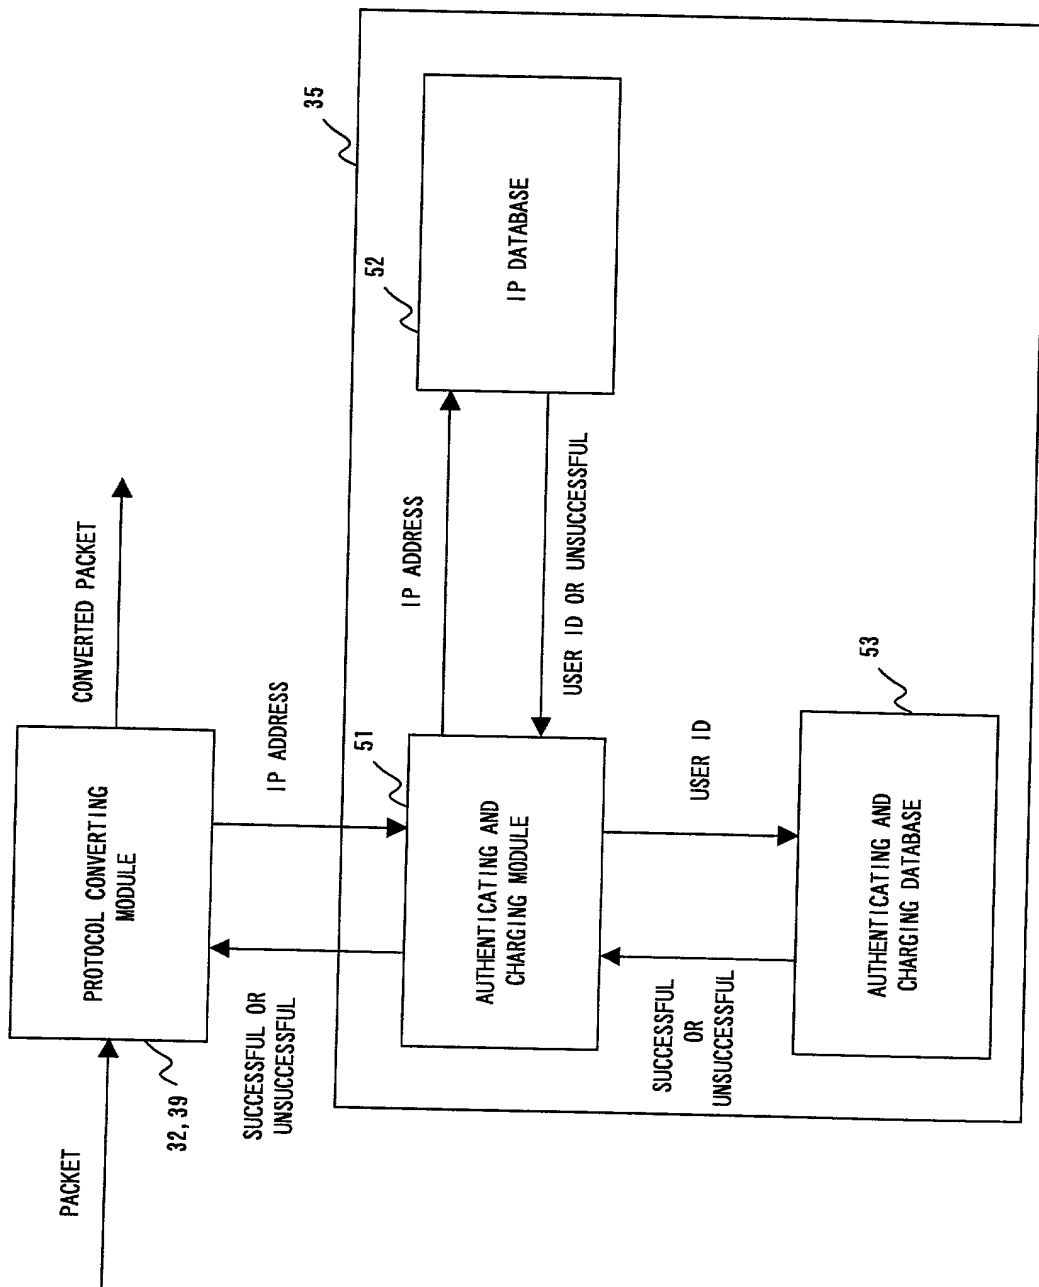 PACKET
32,39
PROTOCOL CONVERTING
MODULE
CONVERTED PACKET
SUCCESSFUL OR
UNSUCCESSFUL
IP ADDRESS
35
51
AUTHENTICATING AND
CHARGING MODULE
IP ADDRESS
USER ID OR UNSUCCESSFUL
52
IP DATABASE
SUCCESSFUL
OR
UNSUCCESSFUL
USER ID
53
AUTHENTICATING AND
CHARGING DATABASE